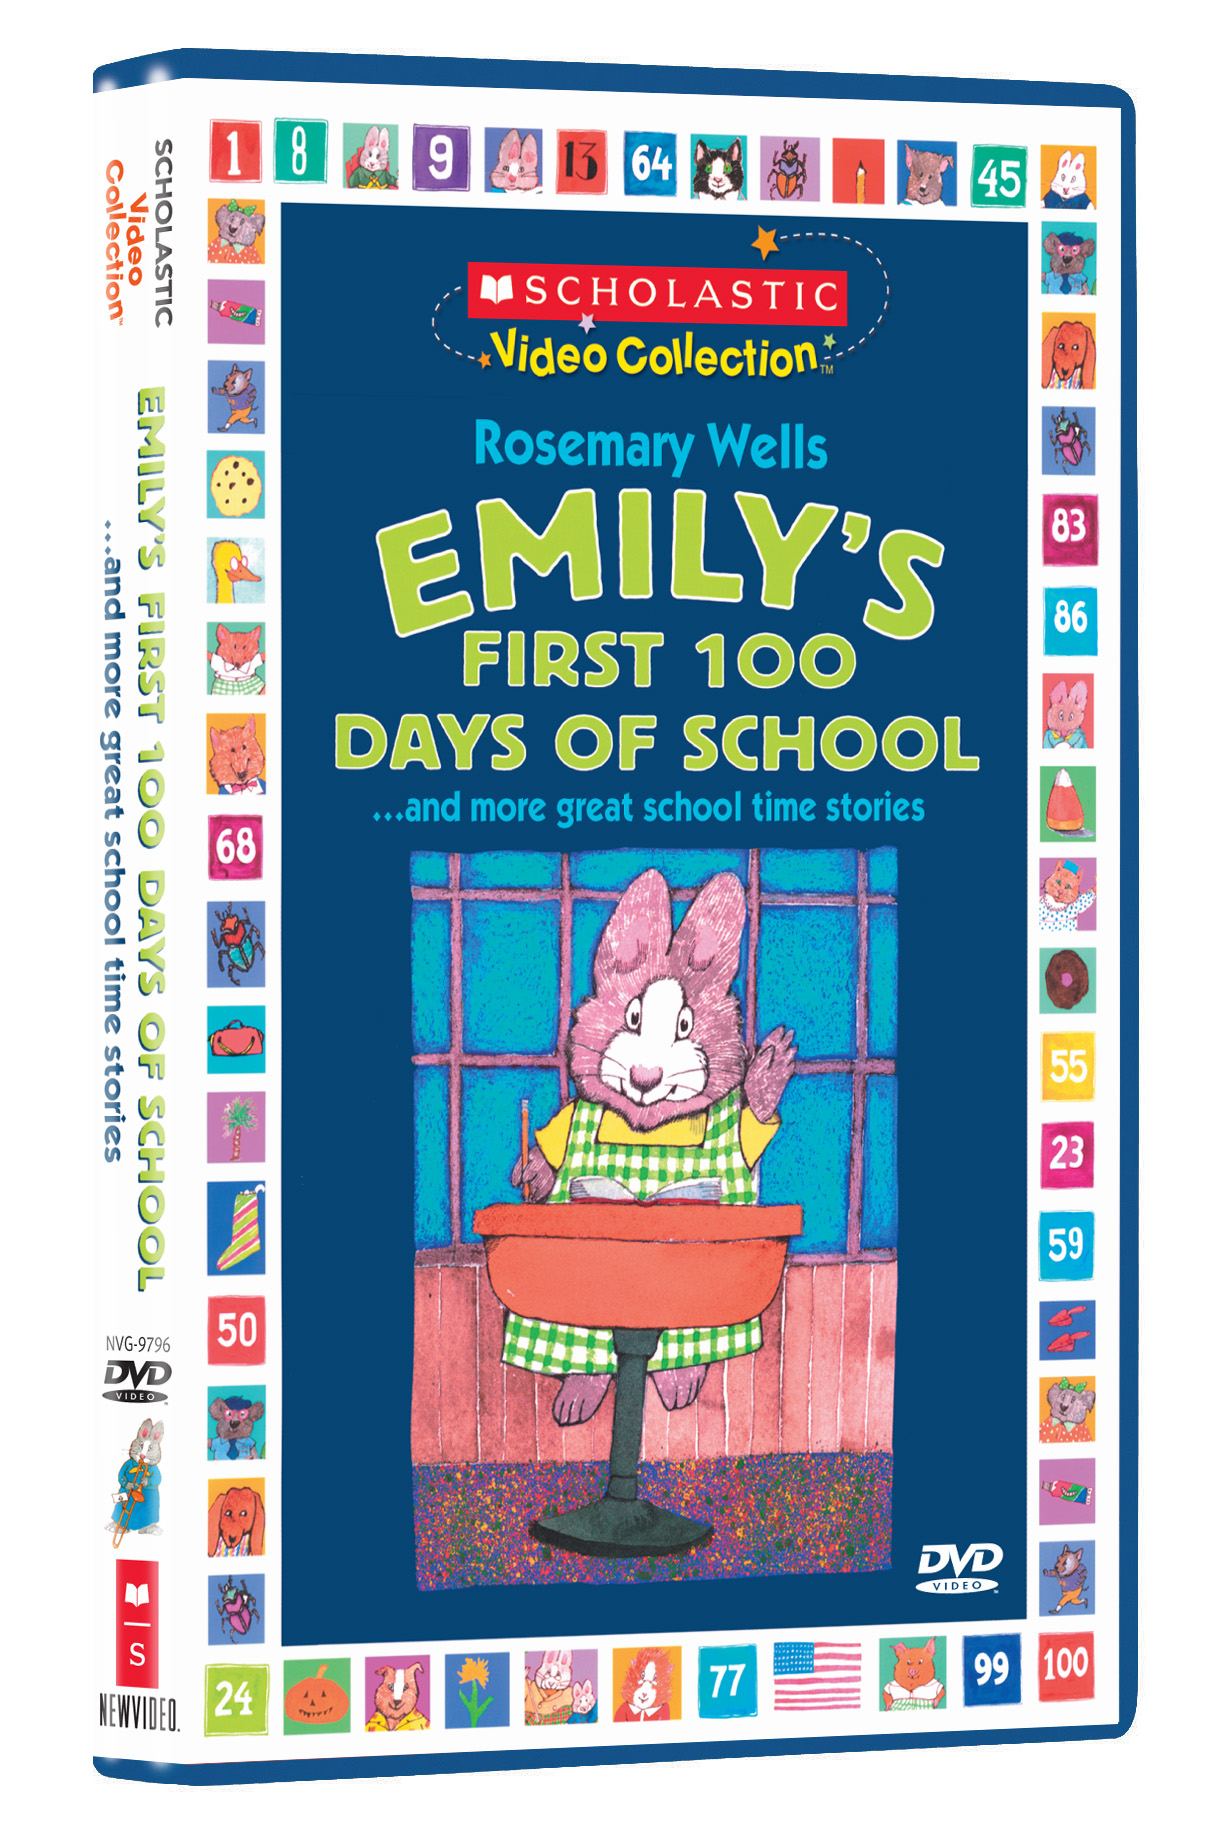 SCHOLASTIC
Video
Collection™
EMILY'S FIRST 100 DAYS OF SCHOOL
...and more great school time stories
NVG-9796
DVD
VIDEO
S
NEWVIDEO.
1 8 9 13 64 45
SCHOLASTIC
Video Collection™
Rosemary Wells
EMILY'S
FIRST 100
DAYS OF SCHOOL
...and more great school time stories
DVD
VIDEO
68
50
83
86
55
23
59
24 77 99 100